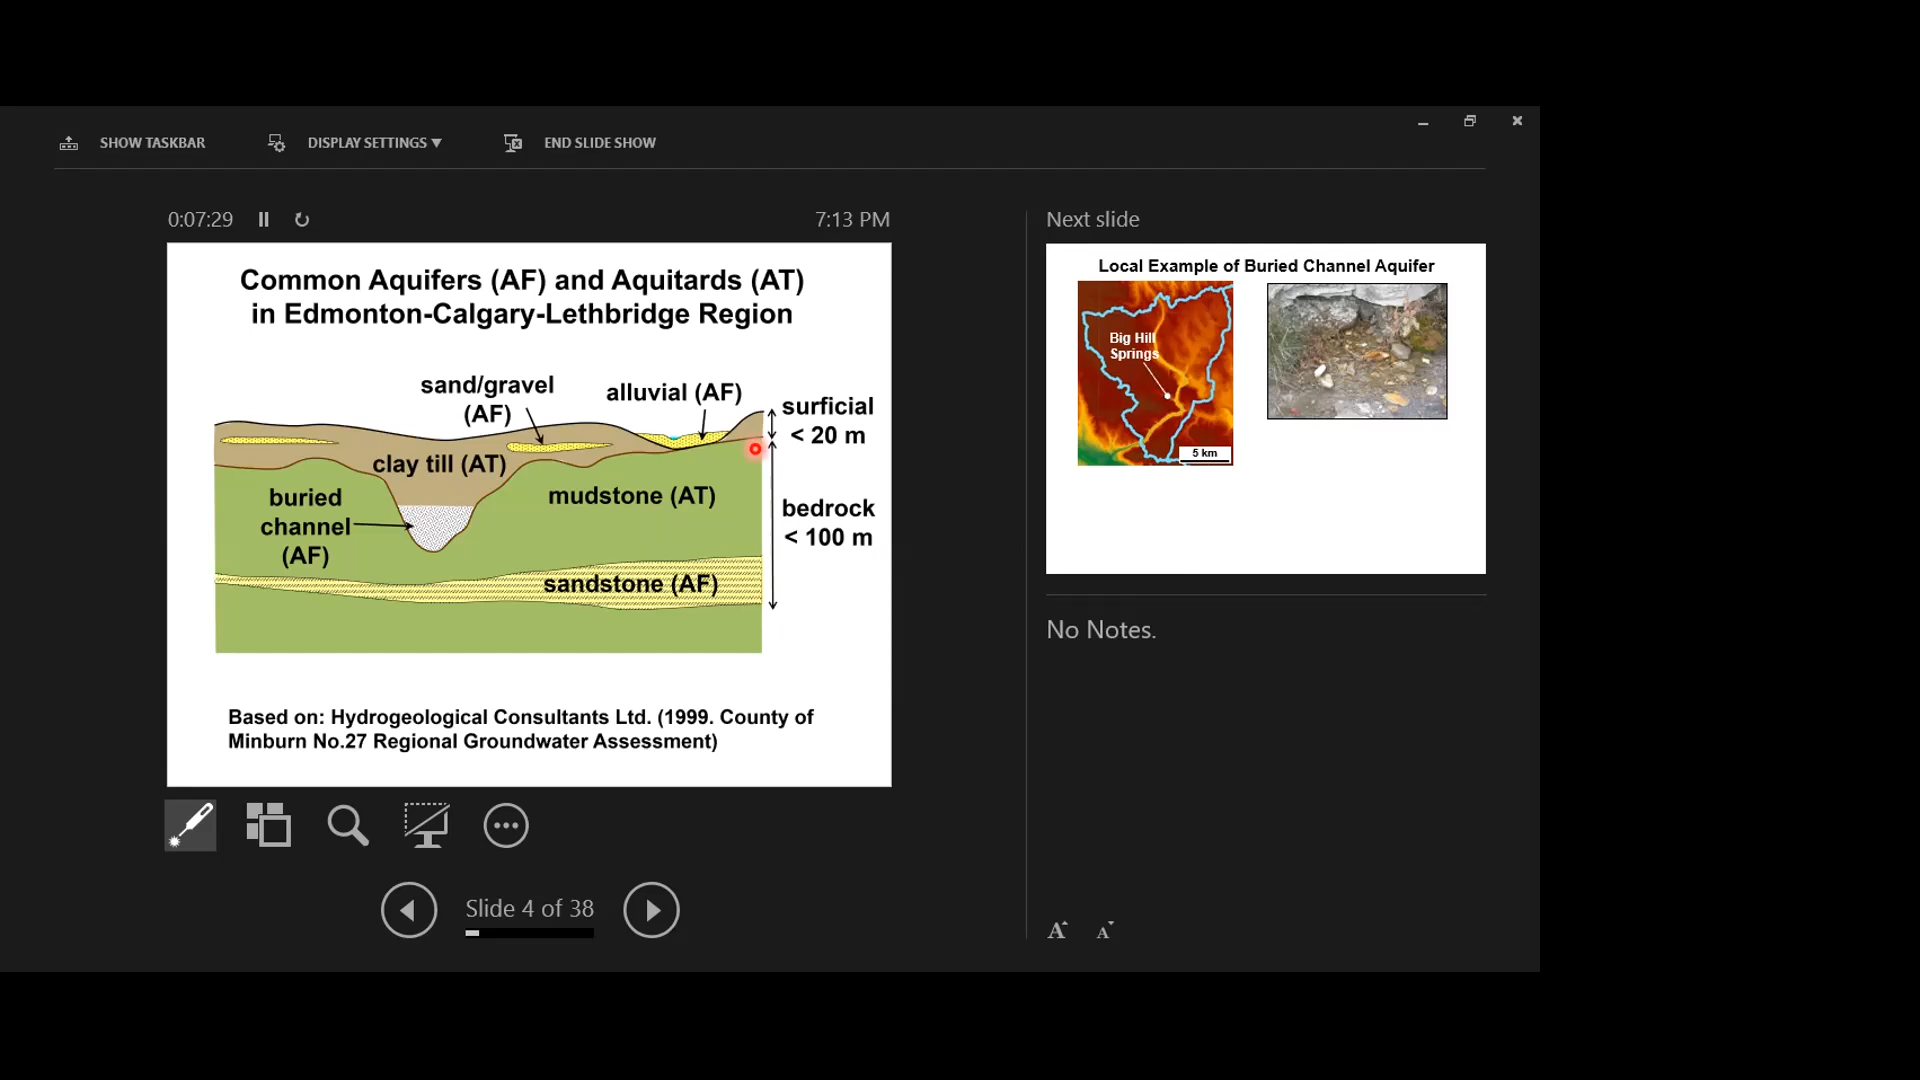 SHOW TASKBAR
DISPLAY SETTINGS ▾
END SLIDE SHOW
0:07:29
7:13 PM
Common Aquifers (AF) and Aquitards (AT)
in Edmonton-Calgary-Lethbridge Region
sand/gravel
(AF)
alluvial (AF)
surficial
< 20 m
clay till (AT)
buried
channel
(AF)
mudstone (AT)
bedrock
< 100 m
sandstone (AF)
Based on: Hydrogeological Consultants Ltd. (1999. County of
Minburn No.27 Regional Groundwater Assessment)
Slide 4 of 38
Next slide
Local Example of Buried Channel Aquifer
Big Hill
Springs
5 km
No Notes.
A A